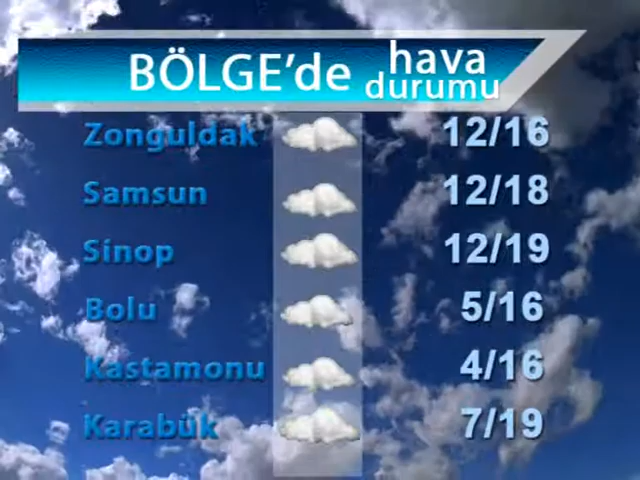 BÖLGE'de hava durumu
Zonguldak 12/16
Samsun 12/18
Sinop 12/19
Bolu 5/16
Kastamonu 4/16
Karabük 7/19